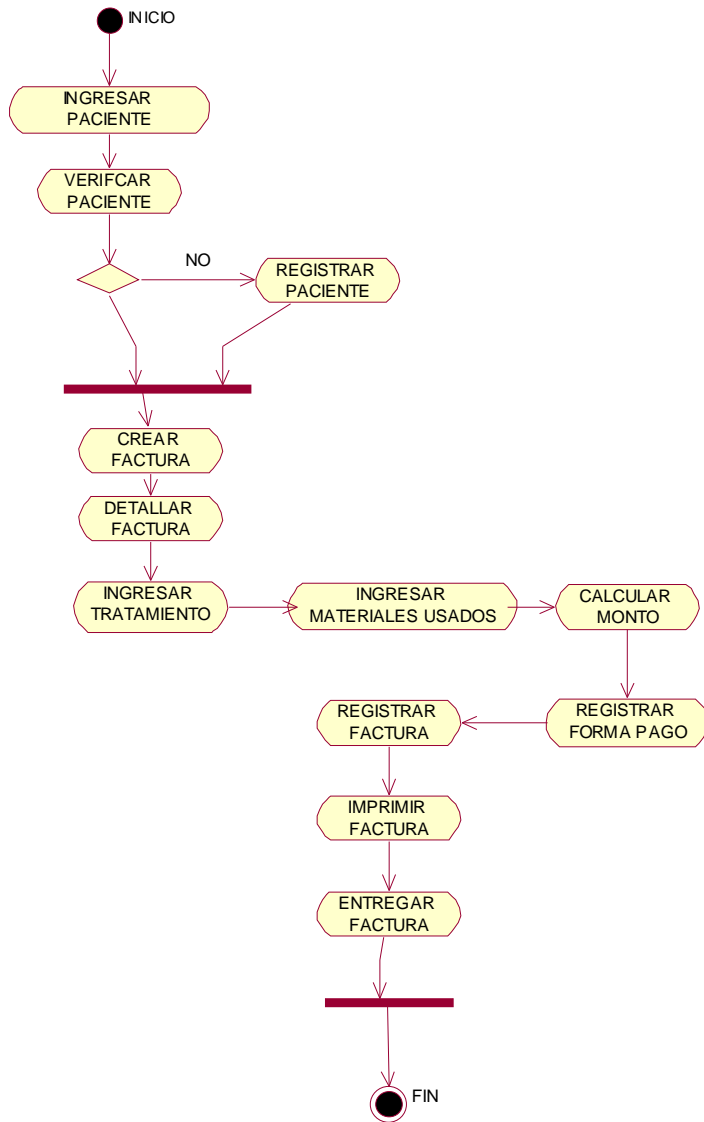 INICIO
INGRESAR
PACIENTE
VERIFCAR
PACIENTE
NO
REGISTRAR
PACIENTE
CREAR
FACTURA
DETALLAR
FACTURA
INGRESAR
TRATAMIENTO
INGRESAR
MATERIALES USADOS
CALCULAR
MONTO
REGISTRAR
FORMA PAGO
REGISTRAR
FACTURA
IMPRIMIR
FACTURA
ENTREGAR
FACTURA
FIN